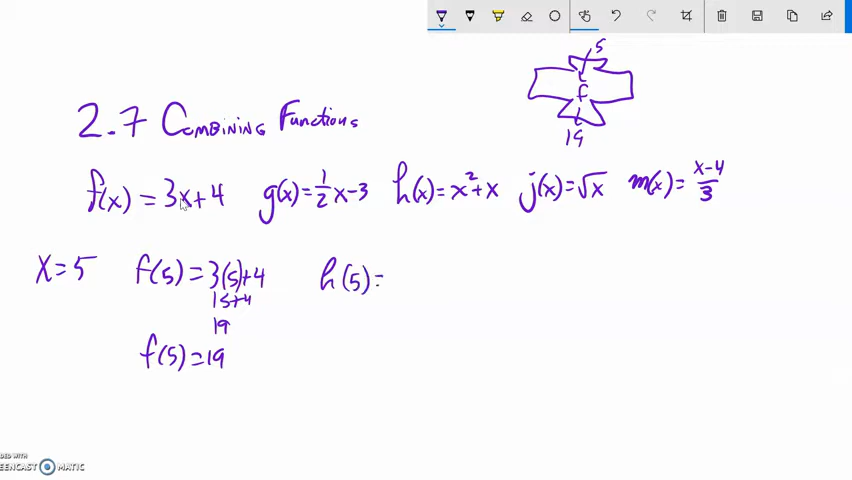 5
f
19
2.7 Combining Functions
f(x) = 3x+4 g(x) = 1/2 x-3 h(x) = x²+x j(x) = √x m(x) = x-4/3
x = 5 f(5) = 3(5)+4 h(5) =
15+4
19
f(5) = 19
MATIC